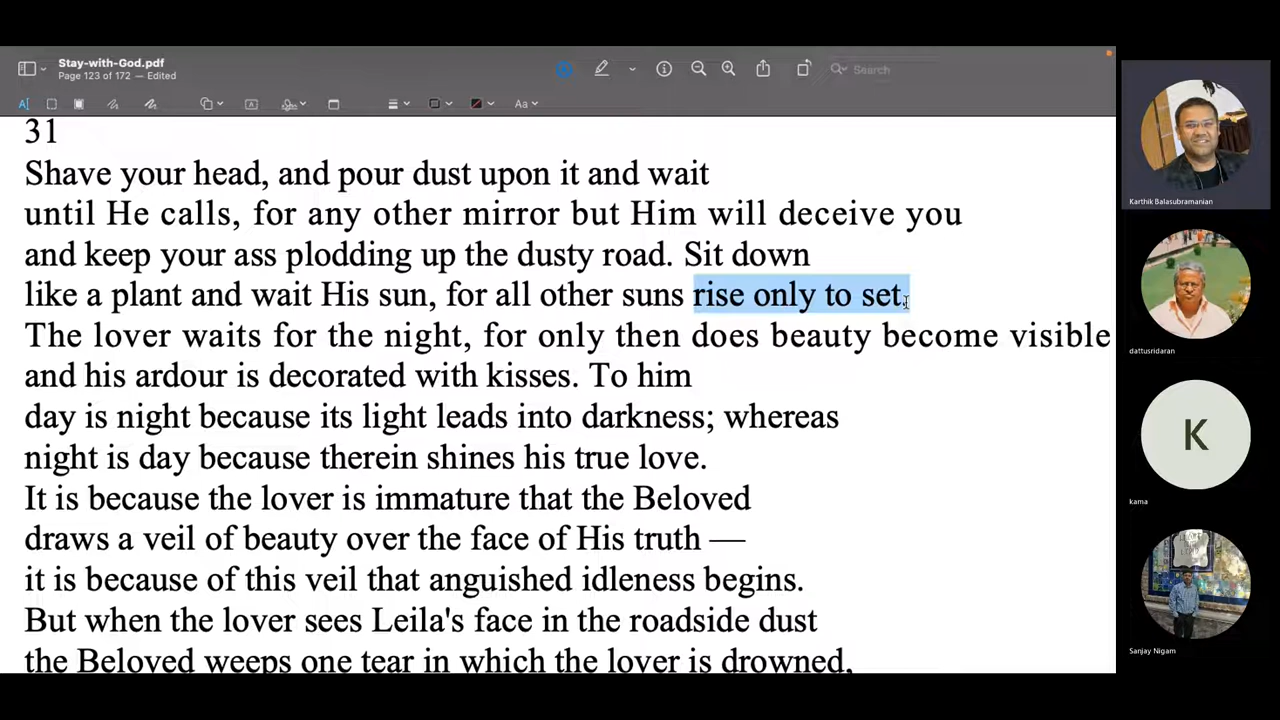 Stay-with-God.pdf
Page 123 of 172 — Edited
Search
Aa
31
Shave your head, and pour dust upon it and wait
until He calls, for any other mirror but Him will deceive you
and keep your ass plodding up the dusty road. Sit down
like a plant and wait His sun, for all other suns rise only to set.
The lover waits for the night, for only then does beauty become visible
and his ardour is decorated with kisses. To him
day is night because its light leads into darkness; whereas
night is day because therein shines his true love.
It is because the lover is immature that the Beloved
draws a veil of beauty over the face of His truth —
it is because of this veil that anguished idleness begins.
But when the lover sees Leila's face in the roadside dust
the Beloved weeps one tear in which the lover is drowned,
Karthik Balasubramanian
dattusridaran
K
kama
Sanjay Nigam